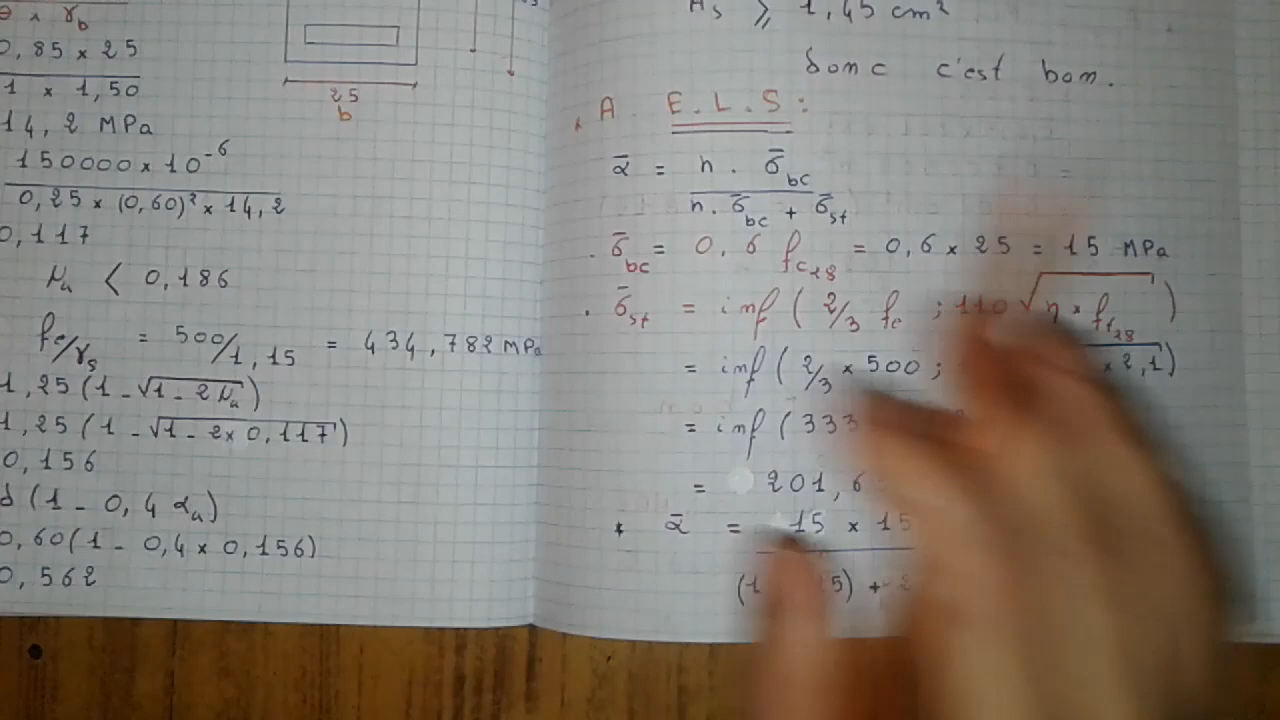 θ × γb
0,85 × 25
1 × 1,50
14,2 MPa
150000 × 10⁻⁶
0,25 × (0,60)² × 14,2
0,117
μu < 0,186
fe/γs = 500/1,15 = 434,782 MPa
1,25 (1 - √1 - 2μu)
1,25 (1 - √1 - 2 × 0,117)
0,156
d (1 - 0,4 αu)
0,60 (1 - 0,4 × 0,156)
0,562
25
b
As ⩾ 1,45 cm²
Donc c'est bon.
A E.L.S :
ᾱ = n . σ̄bc
n . σ̄bc + σ̄st
. σ̄bc = 0,6 fc28 = 0,6 × 25 = 15 MPa
. σ̄st = inf ( 2/3 fe ; 110 √η × ft28 )
= inf ( 2/3 × 500 ; × 2,1 )
= inf ( 333
= 201,6
* ᾱ = 15 × 15
(1 5) +